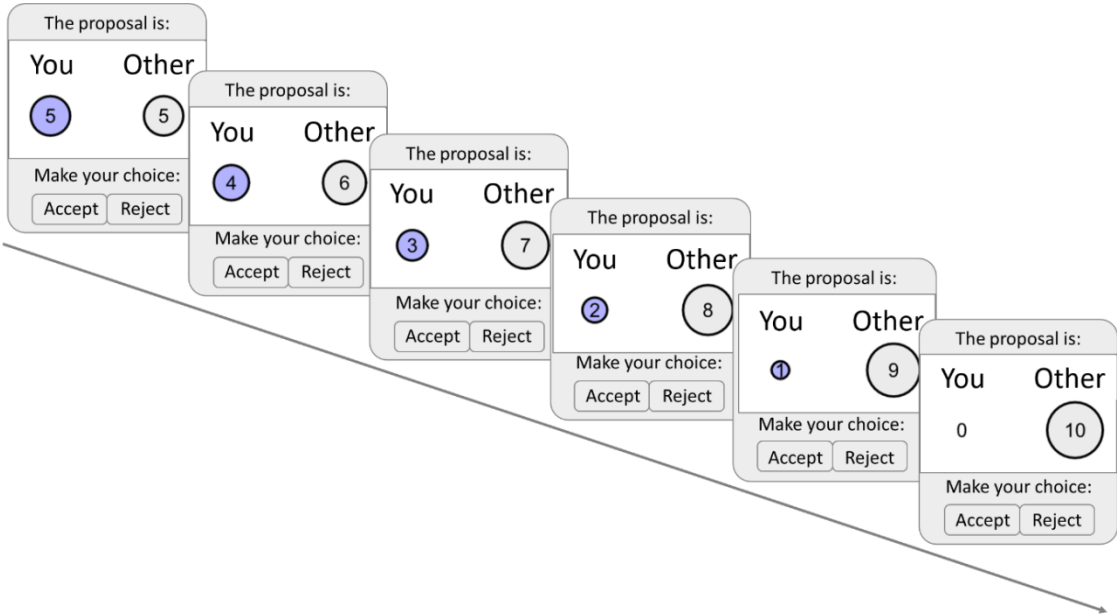 The proposal is:
You Other
5 5
Make your choice:
Accept Reject
The proposal is:
You Other
4 6
Make your choice:
Accept Reject
The proposal is:
You Other
3 7
Make your choice:
Accept Reject
The proposal is:
You Other
2 8
Make your choice:
Accept Reject
The proposal is:
You Other
1 9
Make your choice:
Accept Reject
The proposal is:
You Other
0 10
Make your choice:
Accept Reject